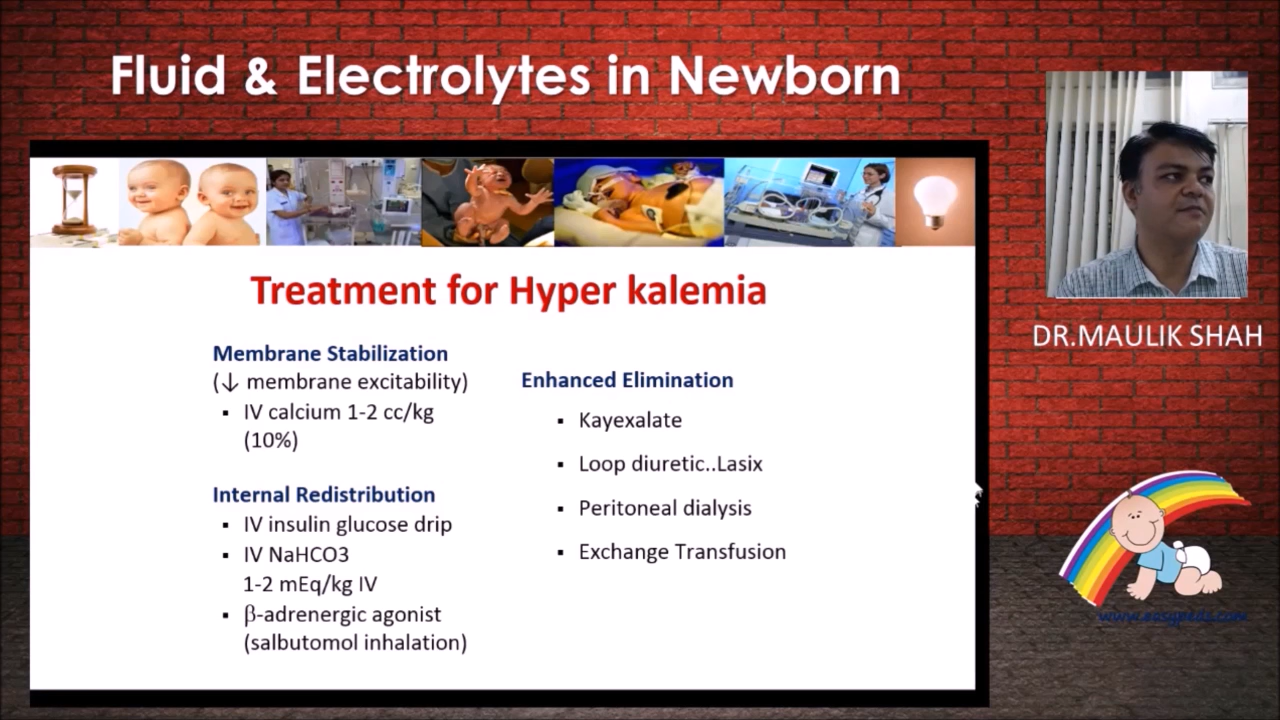 Fluid & Electrolytes in Newborn
Treatment for Hyper kalemia
Membrane Stabilization
(↓ membrane excitability)
▪ IV calcium 1-2 cc/kg
(10%)
Internal Redistribution
▪ IV insulin glucose drip
▪ IV NaHCO3
1-2 mEq/kg IV
▪ β-adrenergic agonist
(salbutomol inhalation)
Enhanced Elimination
▪ Kayexalate
▪ Loop diuretic..Lasix
▪ Peritoneal dialysis
▪ Exchange Transfusion
DR.MAULIK SHAH
www.easypeds.com